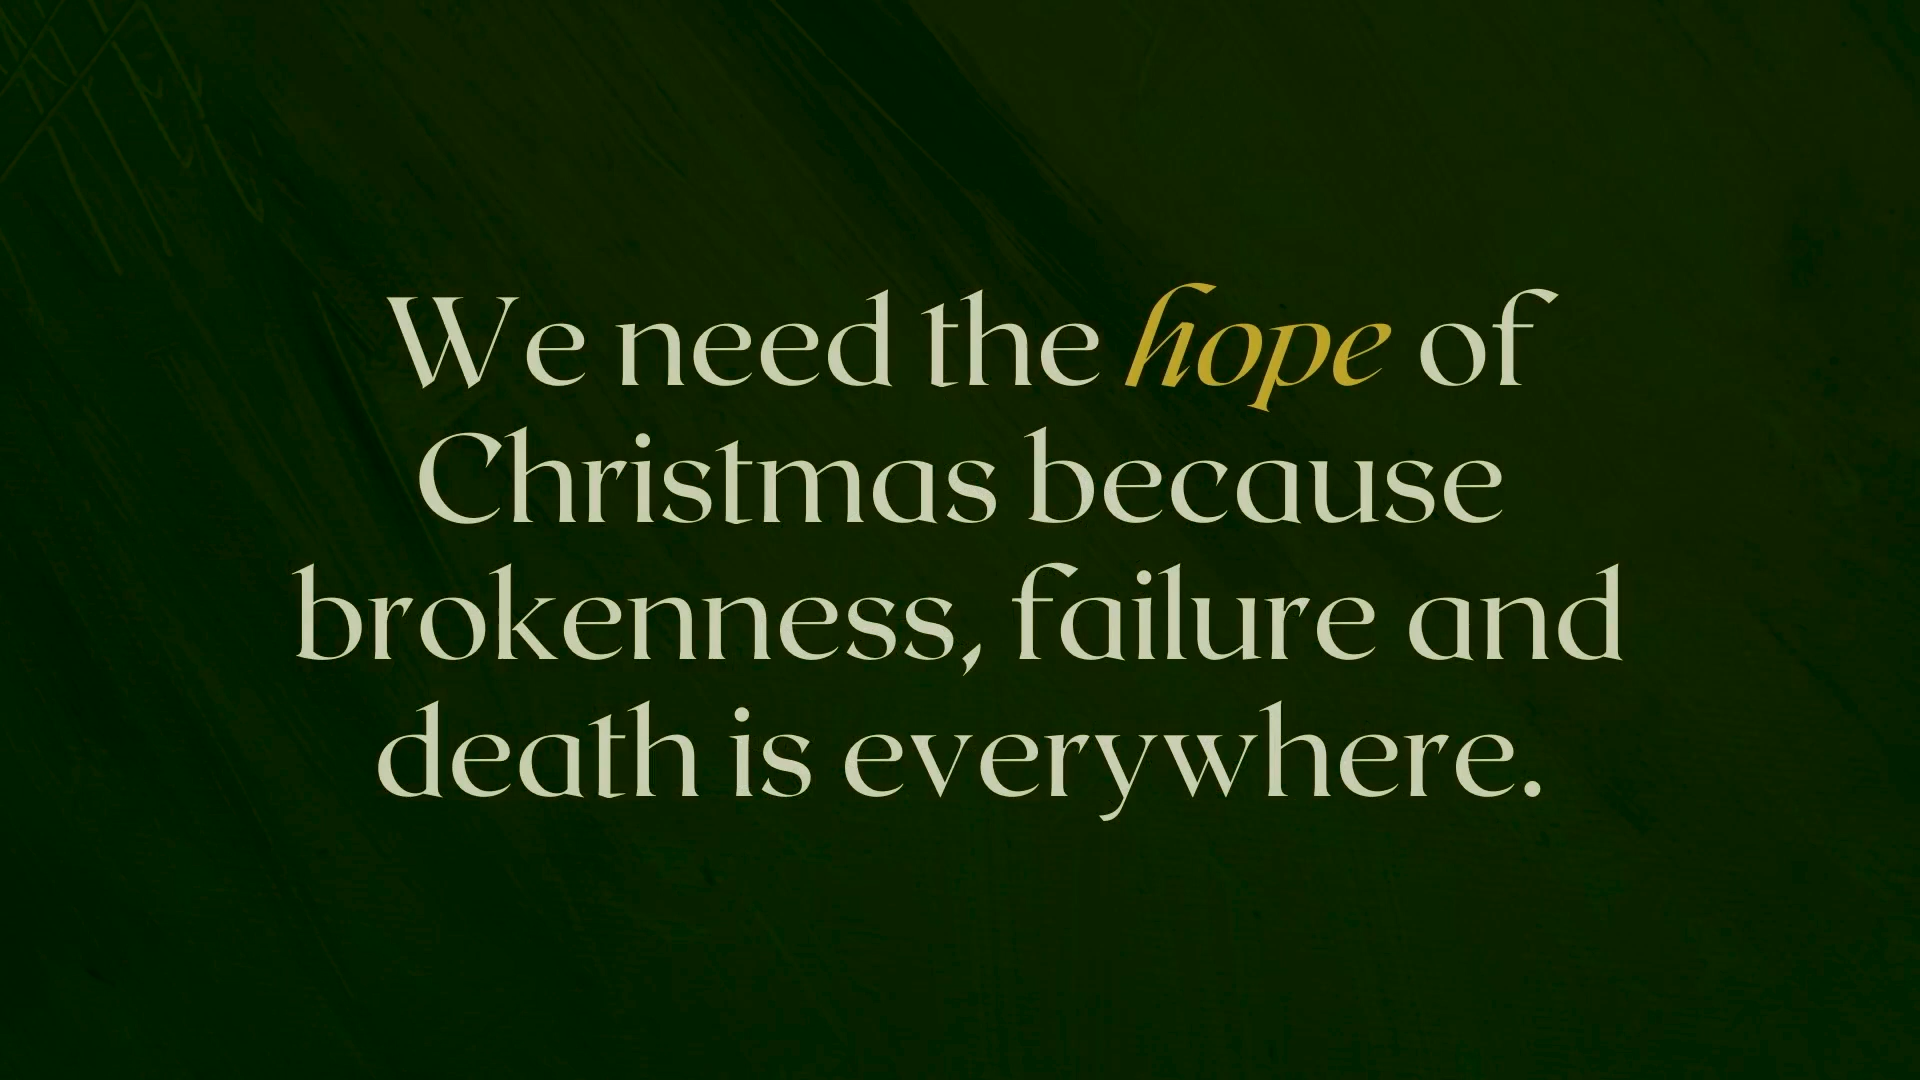 We need the hope of
Christmas because
brokenness, failure and
death is everywhere.